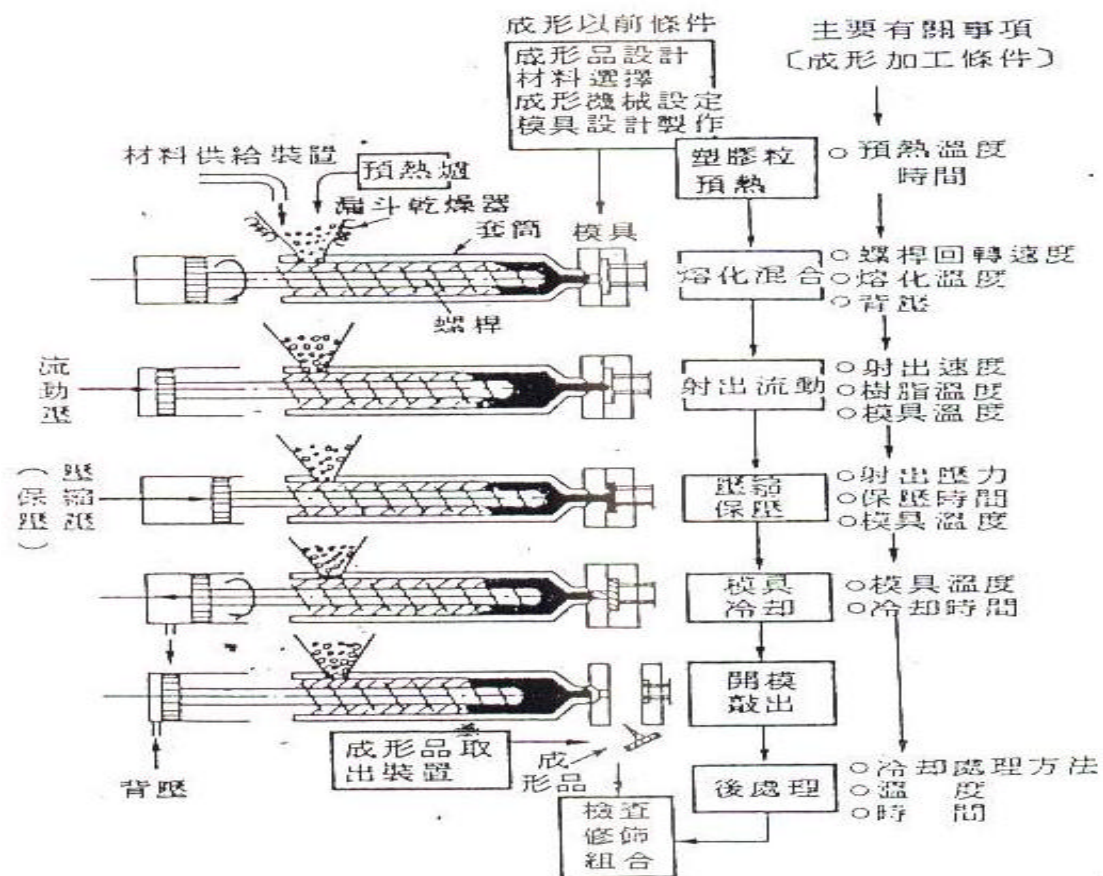 成形以前條件
成形品設計
材料選擇
成形機械設定
模具設計製作
主要有關事項
〔成形加工條件〕
材料供給裝置
預熱爐
漏斗乾燥器
套筒
模具
螺桿
塑膠粒
預熱
○預熱溫度
時間
熔化混合
○螺桿回轉速度
○熔化溫度
○背壓
流動壓
射出流動
○射出速度
○樹脂溫度
○模具溫度
壓縮壓
(保壓)
壓縮
保壓
○射出壓力
○保壓時間
○模具溫度
模具
冷却
○模具溫度
○冷却時間
開模
敲出
背壓
成形品取
出裝置
成
形品
後處理
○冷却處理方法
○溫度
○時間
檢查
修飾
組合